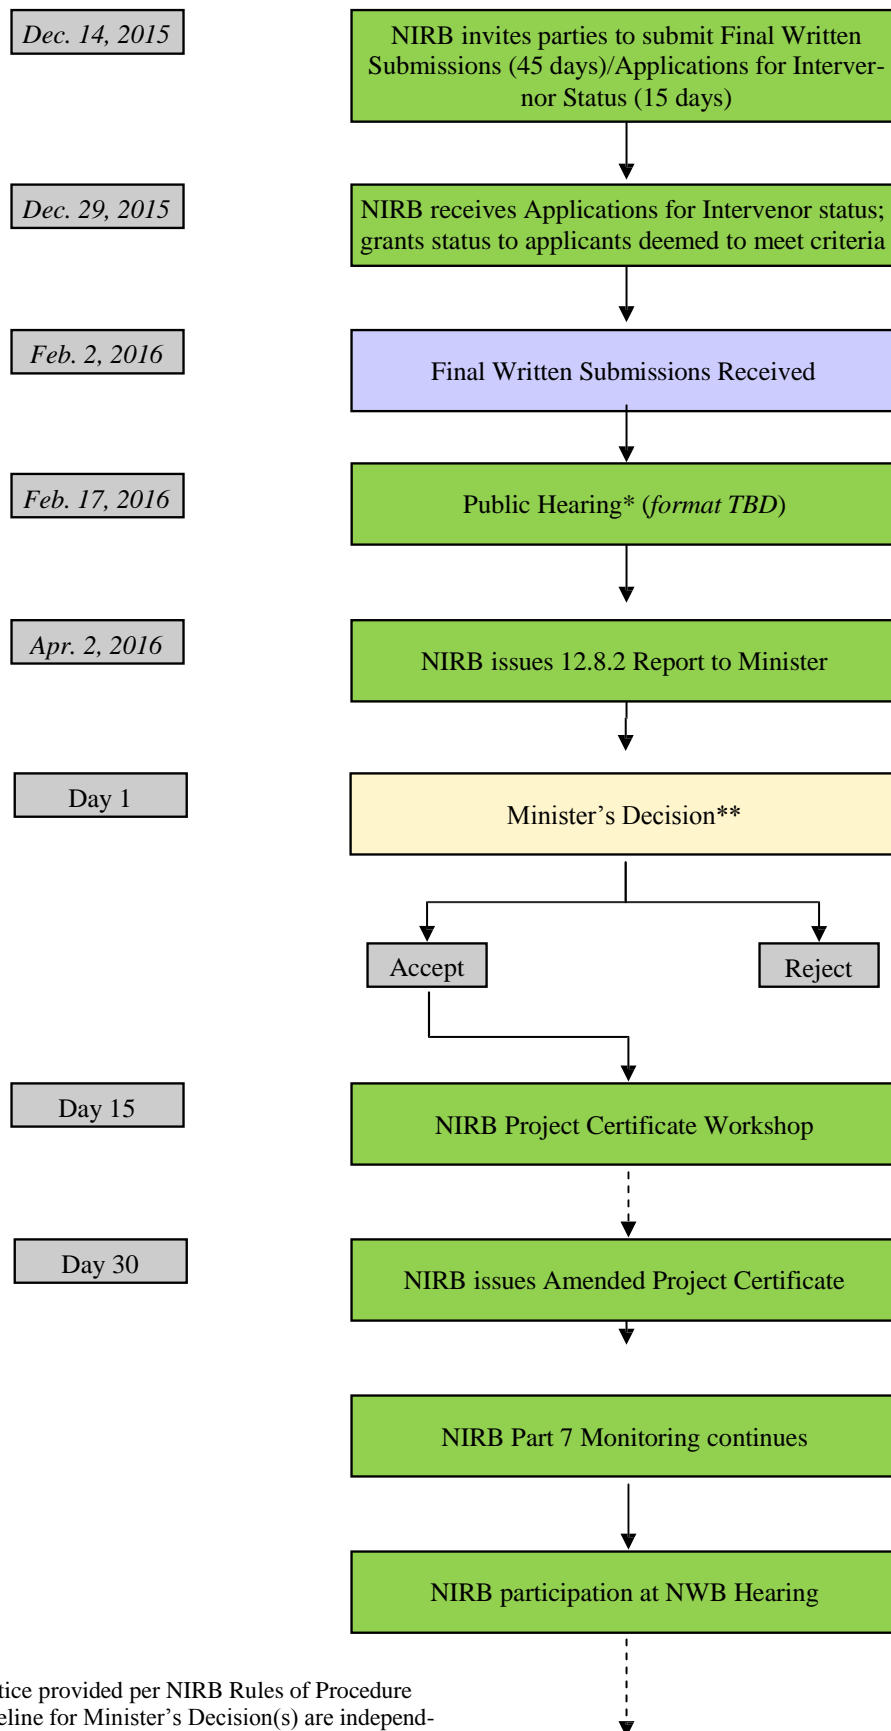 Dec. 14, 2015
NIRB invites parties to submit Final Written
Submissions (45 days)/Applications for Interve-
nor Status (15 days)
Dec. 29, 2015
NIRB receives Applications for Intervenor status;
grants status to applicants deemed to meet criteria
Feb. 2, 2016
Final Written Submissions Received
Feb. 17, 2016
Public Hearing* (format TBD)
Apr. 2, 2016
NIRB issues 12.8.2 Report to Minister
Day 1
Minister’s Decision**
Accept
Reject
Day 15
NIRB Project Certificate Workshop
Day 30
NIRB issues Amended Project Certificate
NIRB Part 7 Monitoring continues
NIRB participation at NWB Hearing
tice provided per NIRB Rules of Procedure
eline for Minister’s Decision(s) are independ-